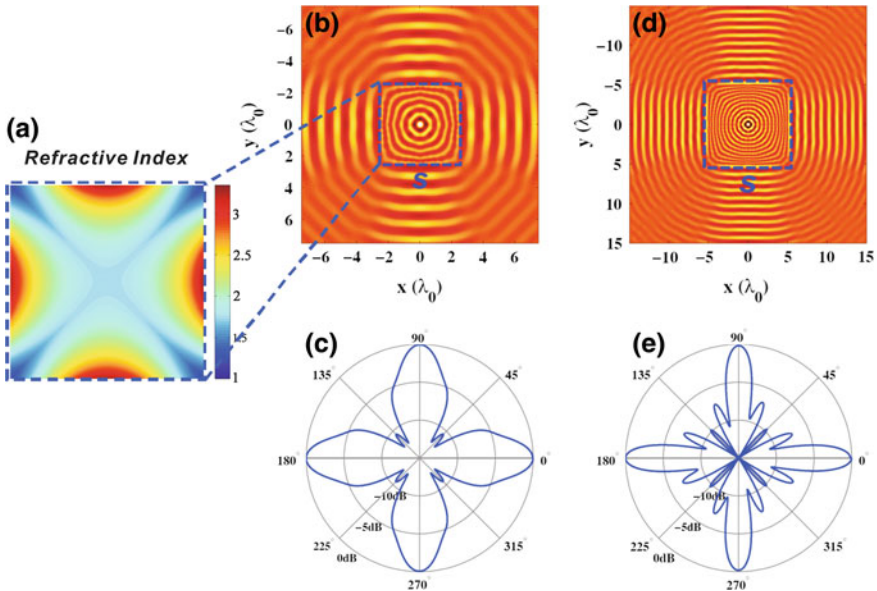 (a)
Refractive Index
3
2.5
2
1.5
1
(b)
−6
−4
−2
0
2
4
6
y (λ0)
S
−6 −4 −2 0 2 4 6
x (λ0)
(d)
−10
−5
0
5
10
15
y (λ0)
S
−10 −5 0 5 10 15
x (λ0)
(c)
90°
135° 45°
180° 0°
−10dB
−5dB
225° 0dB 315°
270°
(e)
90°
135° 45°
180° 0°
−10dB
−5dB
225° 0dB 315°
270°